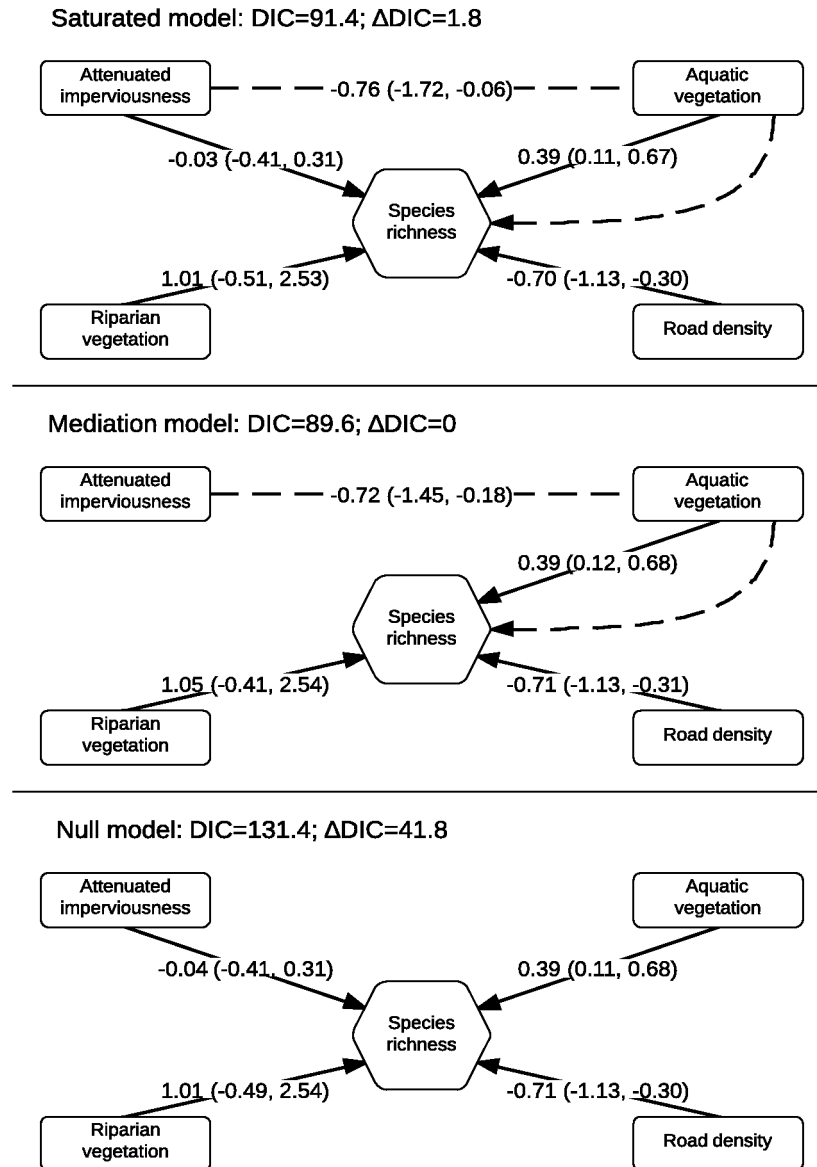 Saturated model: DIC=91.4; ΔDIC=1.8
Attenuated
imperviousness
-0.76 (-1.72, -0.06)
Aquatic
vegetation
-0.03 (-0.41, 0.31)
0.39 (0.11, 0.67)
Species
richness
1.01 (-0.51, 2.53)
-0.70 (-1.13, -0.30)
Riparian
vegetation
Road density
Mediation model: DIC=89.6; ΔDIC=0
Attenuated
imperviousness
-0.72 (-1.45, -0.18)
Aquatic
vegetation
0.39 (0.12, 0.68)
Species
richness
1.05 (-0.41, 2.54)
-0.71 (-1.13, -0.31)
Riparian
vegetation
Road density
Null model: DIC=131.4; ΔDIC=41.8
Attenuated
imperviousness
Aquatic
vegetation
-0.04 (-0.41, 0.31)
0.39 (0.11, 0.68)
Species
richness
1.01 (-0.49, 2.54)
-0.71 (-1.13, -0.30)
Riparian
vegetation
Road density